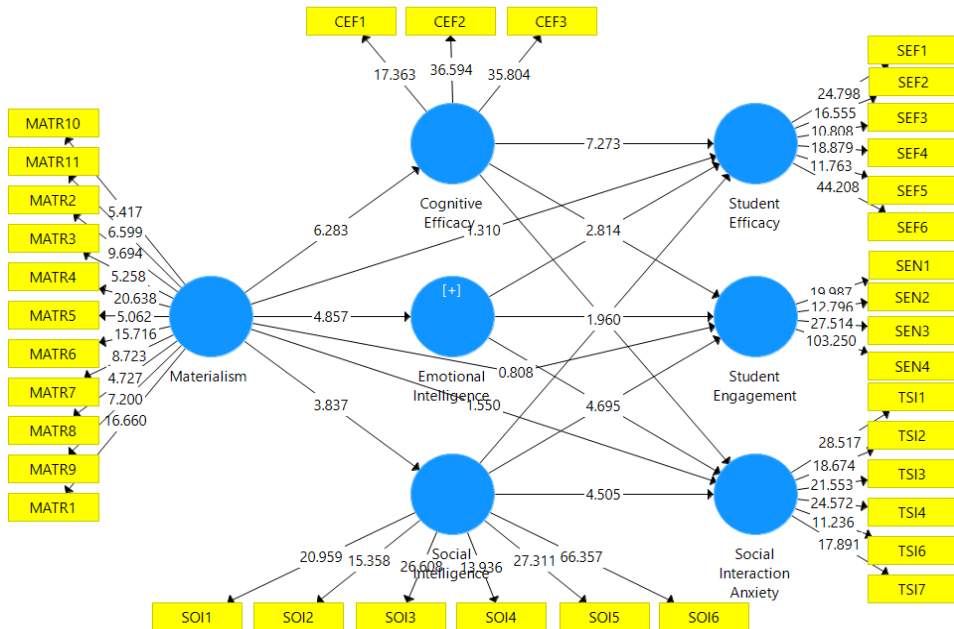 CEF1
CEF2
CEF3
17.363
36.594
35.804
SEF1
SEF2
SEF3
SEF4
SEF5
SEF6
24.798
16.555
10.808
18.879
11.763
44.208
MATR10
MATR11
MATR2
MATR3
MATR4
MATR5
MATR6
MATR7
MATR8
MATR9
MATR1
5.417
6.599
9.694
5.258
20.638
5.062
15.716
8.723
4.727
7.200
16.660
Materialism
6.283
4.857
3.837
Cognitive
Efficacy
7.273
1.310
2.814
Student
Efficacy
[+]
Emotional
Intelligence
1.960
0.808
1.550
4.695
Student
Engagement
SEN1
SEN2
SEN3
SEN4
19.987
12.796
27.514
103.250
Social
Intelligence
4.505
Social
Interaction
Anxiety
TSI1
TSI2
TSI3
TSI4
TSI6
TSI7
28.517
18.674
21.553
24.572
11.236
17.891
20.959
15.358
26.608
13.936
27.311
66.357
SOI1
SOI2
SOI3
SOI4
SOI5
SOI6